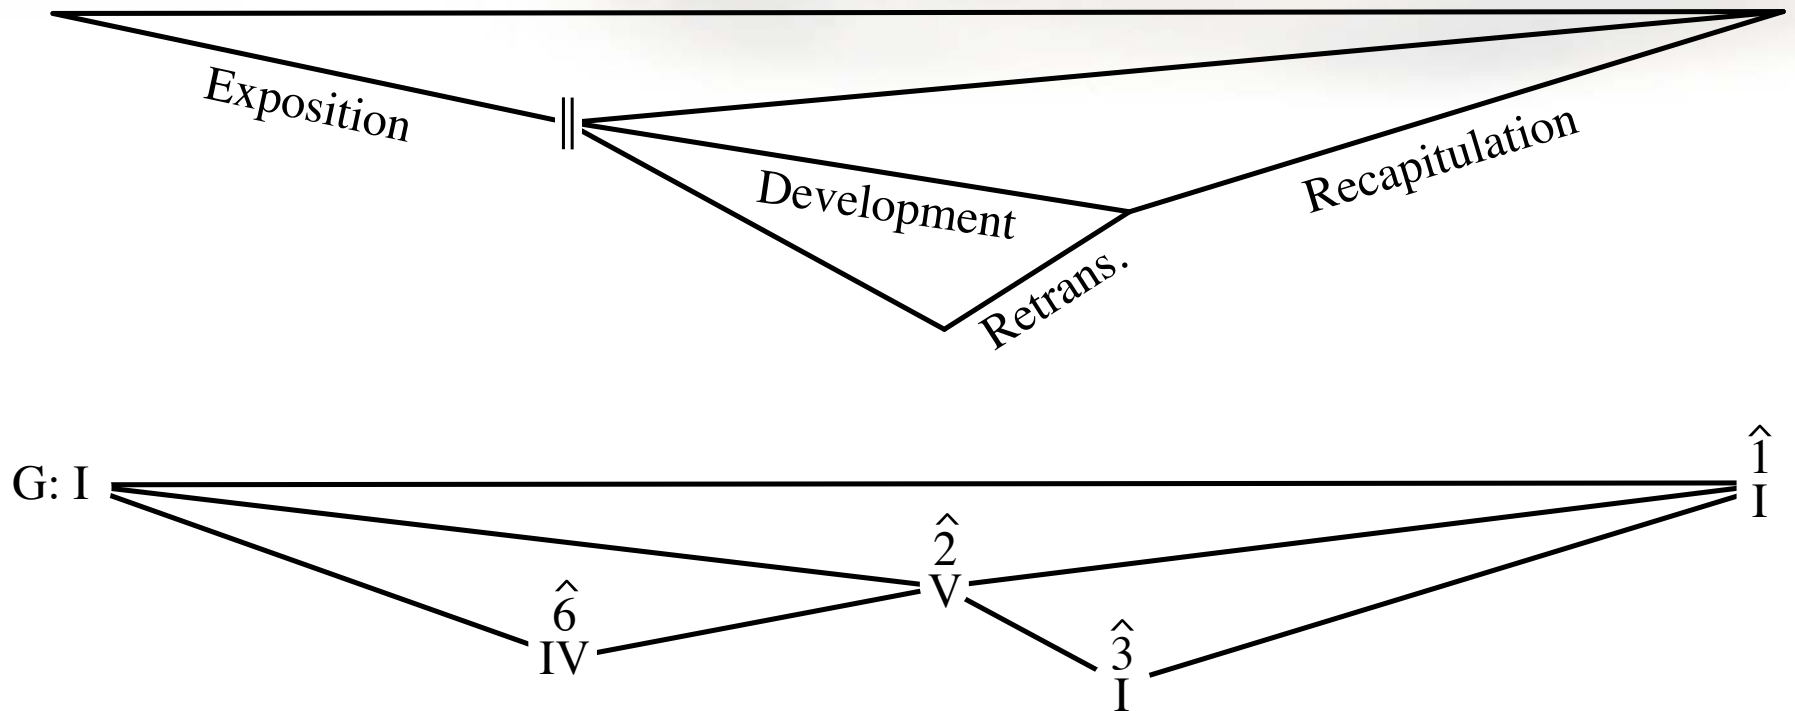 Exposition
Development
Recapitulation
Retrans.
G: I
^
6
IV
^
2
V
^
3
I
^
1
I